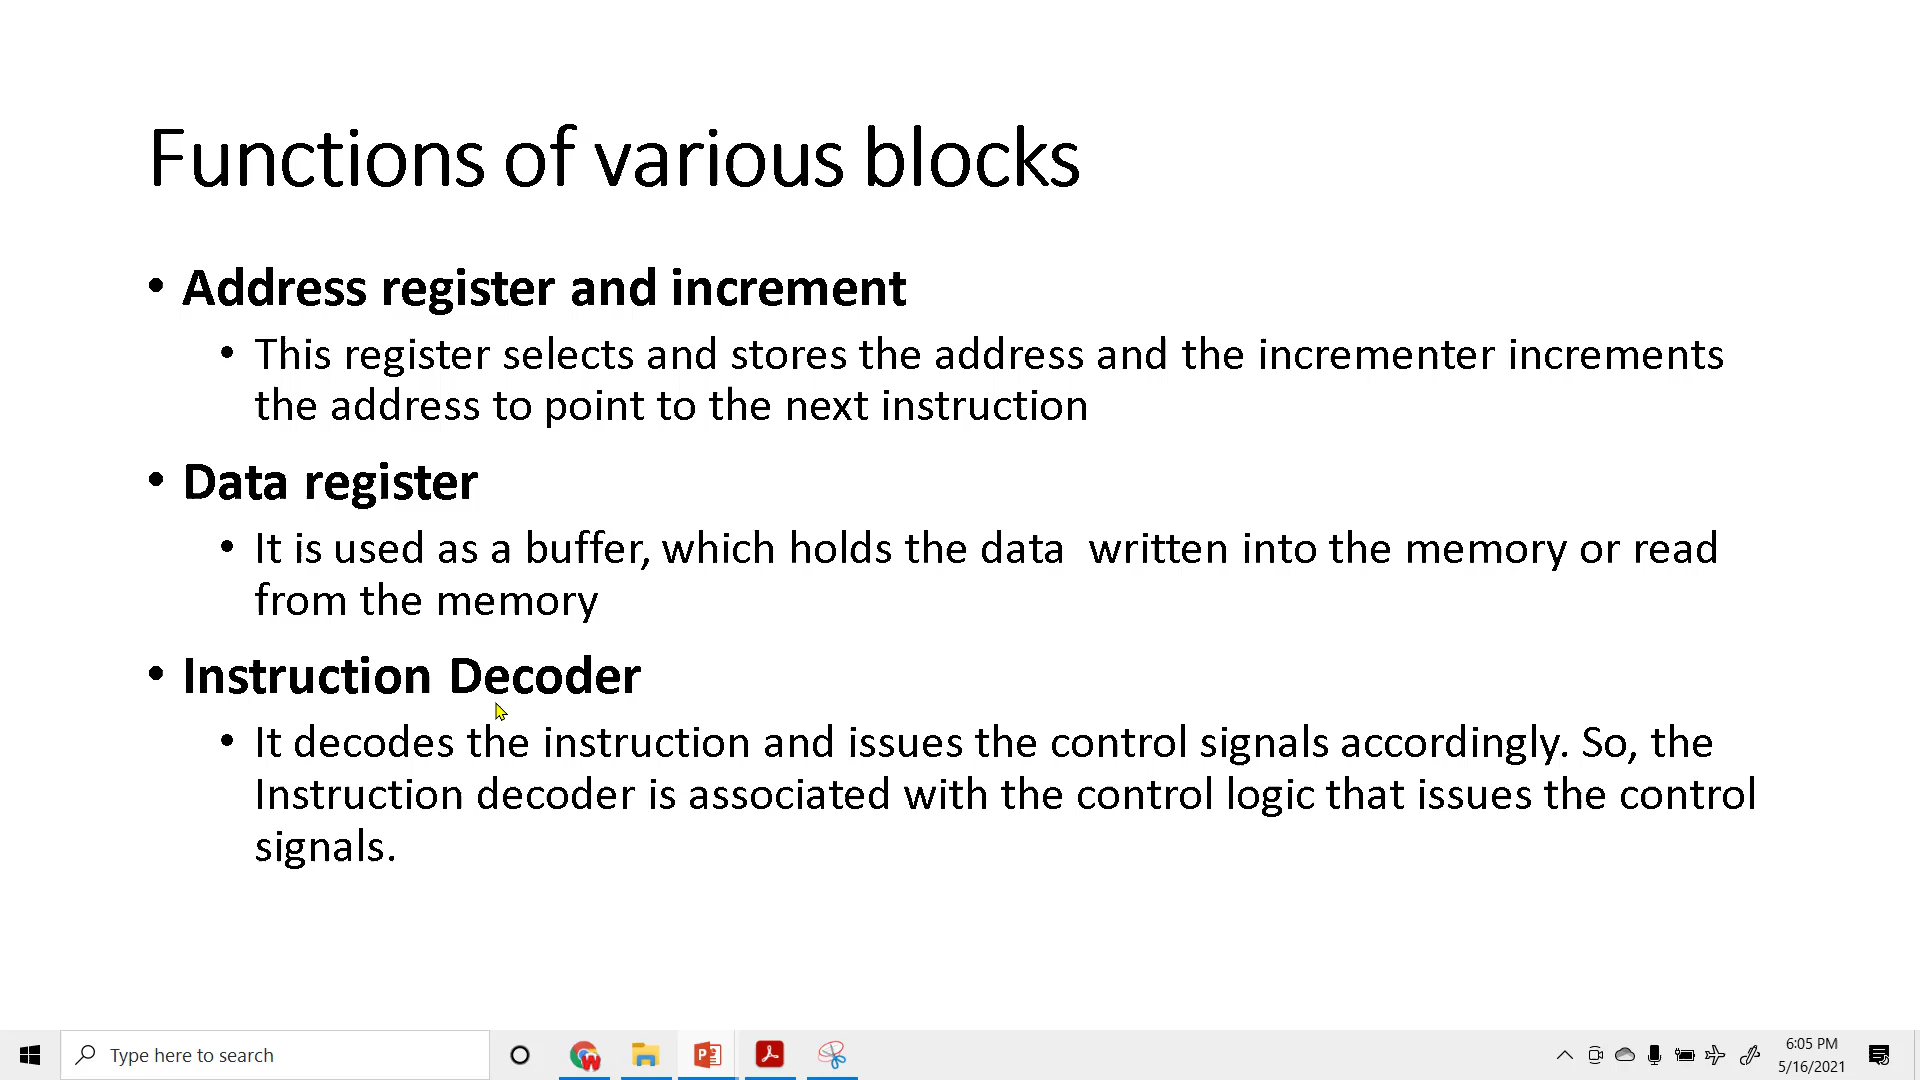 Functions of various blocks
• Address register and increment
• This register selects and stores the address and the incrementer increments
the address to point to the next instruction
• Data register
• It is used as a buffer, which holds the data  written into the memory or read
from the memory
• Instruction Decoder
• It decodes the instruction and issues the control signals accordingly. So, the
Instruction decoder is associated with the control logic that issues the control
signals.
Type here to search
6:05 PM
5/16/2021